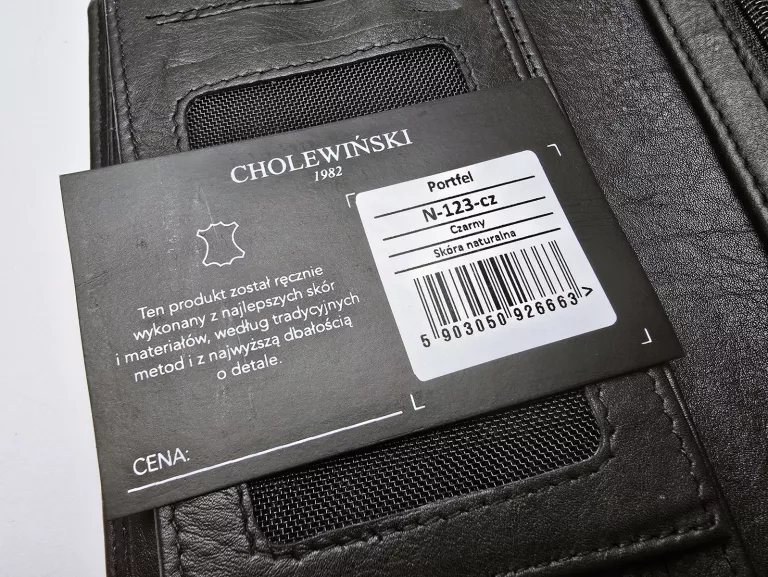 CHOLEWIŃSKI
1982
Ten produkt został ręcznie
wykonany z najlepszych skór
i materiałów, według tradycyjnych
metod i z najwyższą dbałością
o detale.
CENA:
Portfel
N-123-cz
Czarny
Skóra naturalna
5 903050 926663 >